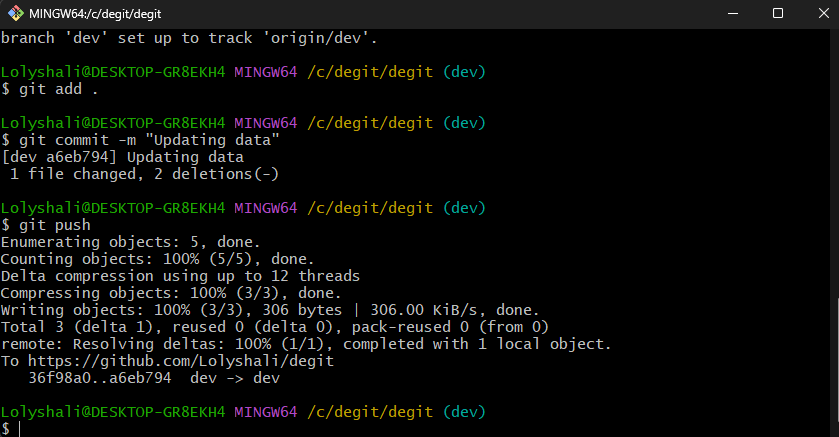 MINGW64:/c/degit/degit
branch 'dev' set up to track 'origin/dev'.
Lolyshali@DESKTOP-GR8EKH4 MINGW64 /c/degit/degit (dev)
$ git add .
Lolyshali@DESKTOP-GR8EKH4 MINGW64 /c/degit/degit (dev)
$ git commit -m "Updating data"
[dev a6eb794] Updating data
 1 file changed, 2 deletions(-)
Lolyshali@DESKTOP-GR8EKH4 MINGW64 /c/degit/degit (dev)
$ git push
Enumerating objects: 5, done.
Counting objects: 100% (5/5), done.
Delta compression using up to 12 threads
Compressing objects: 100% (3/3), done.
Writing objects: 100% (3/3), 306 bytes | 306.00 KiB/s, done.
Total 3 (delta 1), reused 0 (delta 0), pack-reused 0 (from 0)
remote: Resolving deltas: 100% (1/1), completed with 1 local object.
To https://github.com/Lolyshali/degit
   36f98a0..a6eb794  dev -> dev
Lolyshali@DESKTOP-GR8EKH4 MINGW64 /c/degit/degit (dev)
$